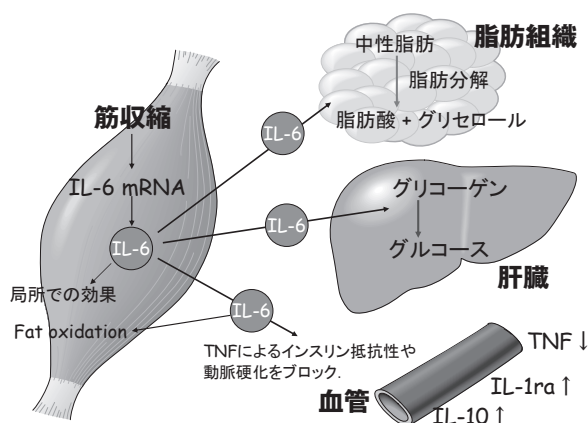 筋収縮
IL-6 mRNA
IL-6
局所での効果
Fat oxidation
IL-6
中性脂肪
脂肪組織
脂肪分解
脂肪酸 + グリセロール
IL-6
グリコーゲン
グルコース
肝臓
IL-6
TNFによるインスリン抵抗性や
動脈硬化をブロック.
血管
TNF ↓
IL-1ra ↑
IL-10 ↑